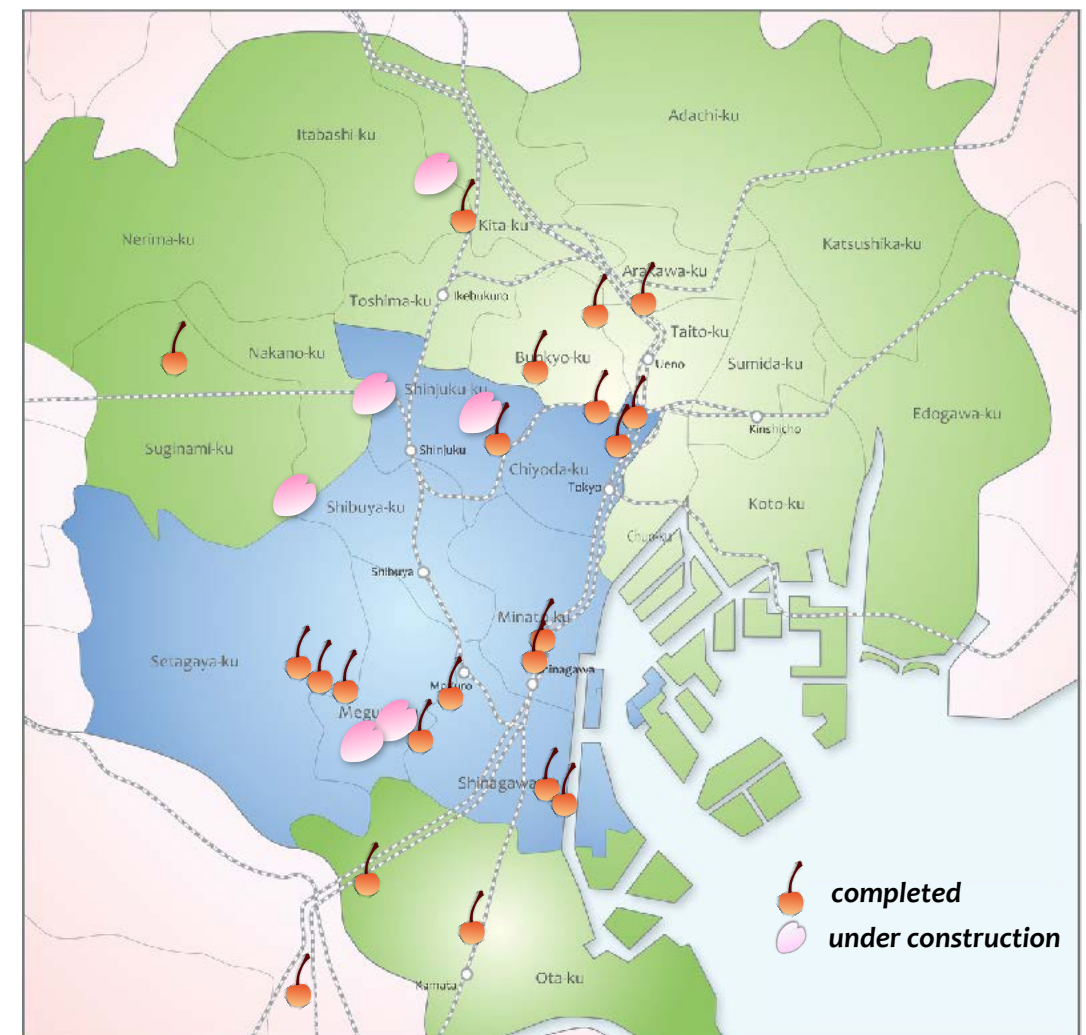 Adachi-ku
Itabashi-ku
Kita-ku
Nerima-ku
Katsushika-ku
Arakawa-ku
Toshima-ku
Ikebukuro
Taito-ku
Nakano-ku
Bunkyo-ku
Ueno
Sumida-ku
Shinjuku-ku
Edogawa-ku
Kinshicho
Suginami-ku
Shinjuku
Chiyoda-ku
Tokyo
Koto-ku
Shibuya-ku
Chuo-ku
Shibuya
Minato-ku
Setagaya-ku
Shinagawa
Meguro
Shinagawa
completed
under construction
Ota-ku
Kamata